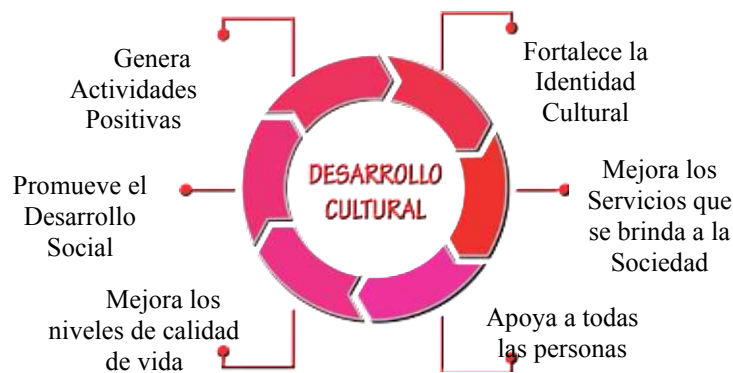 Genera
Actividades
Positivas
Fortalece la
Identidad
Cultural
DESARROLLO
CULTURAL
Promueve el
Desarrollo
Social
Mejora los
Servicios que
se brinda a la
Sociedad
Mejora los
niveles de calidad
de vida
Apoya a todas
las personas